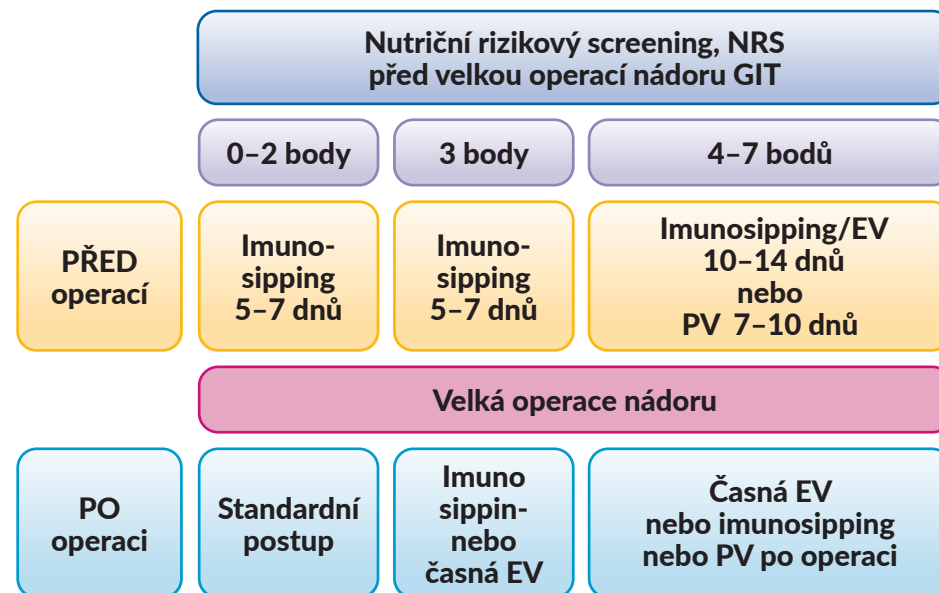 Nutriční rizikový screening, NRS
před velkou operací nádoru GIT
0–2 body
3 body
4–7 bodů
PŘED
operací
Imuno-
sipping
5–7 dnů
Imuno-
sipping
5–7 dnů
Imunosipping/EV
10–14 dnů
nebo
PV 7–10 dnů
Velká operace nádoru
PO
operaci
Standardní
postup
Imuno
sippin-
nebo
časná EV
Časná EV
nebo imunosipping
nebo PV po operaci